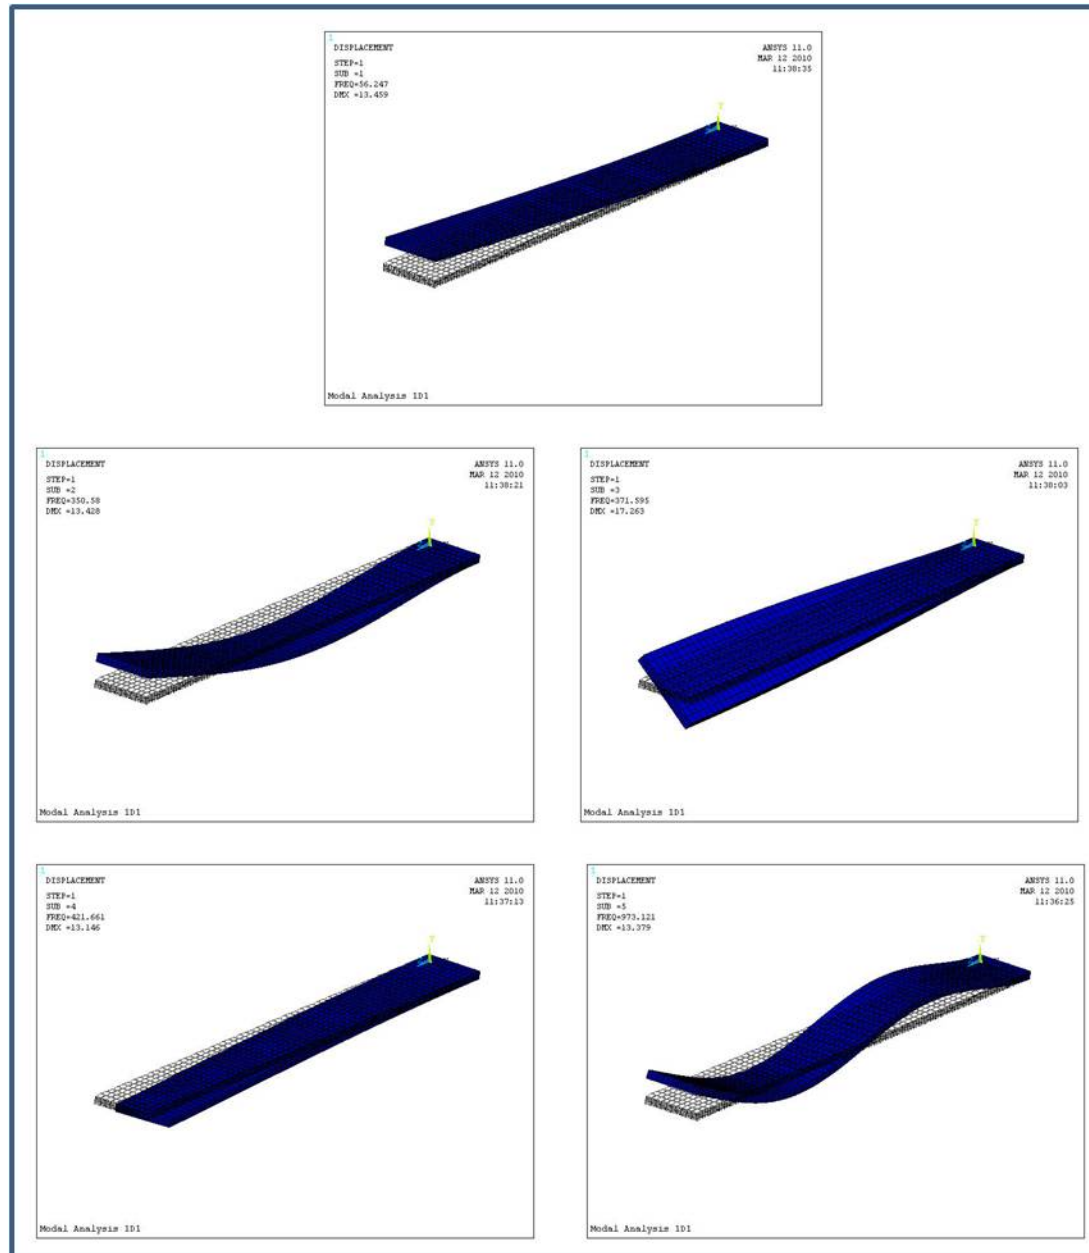 1
DISPLACEMENT
STEP=1
SUB =1
FREQ=56.247
DMX =13.459
ANSYS 11.0
MAR 12 2010
11:38:35
Y
Modal Analysis ID1
1
DISPLACEMENT
STEP=1
SUB =2
FREQ=350.58
DMX =13.428
ANSYS 11.0
MAR 12 2010
11:38:21
Y
Modal Analysis ID1
1
DISPLACEMENT
STEP=1
SUB =3
FREQ=371.595
DMX =17.263
ANSYS 11.0
MAR 12 2010
11:38:03
Y
Modal Analysis ID1
1
DISPLACEMENT
STEP=1
SUB =4
FREQ=421.661
DMX =13.146
ANSYS 11.0
MAR 12 2010
11:37:13
Y
Modal Analysis ID1
1
DISPLACEMENT
STEP=1
SUB =5
FREQ=973.121
DMX =13.379
ANSYS 11.0
MAR 12 2010
11:36:25
Y
Modal Analysis ID1